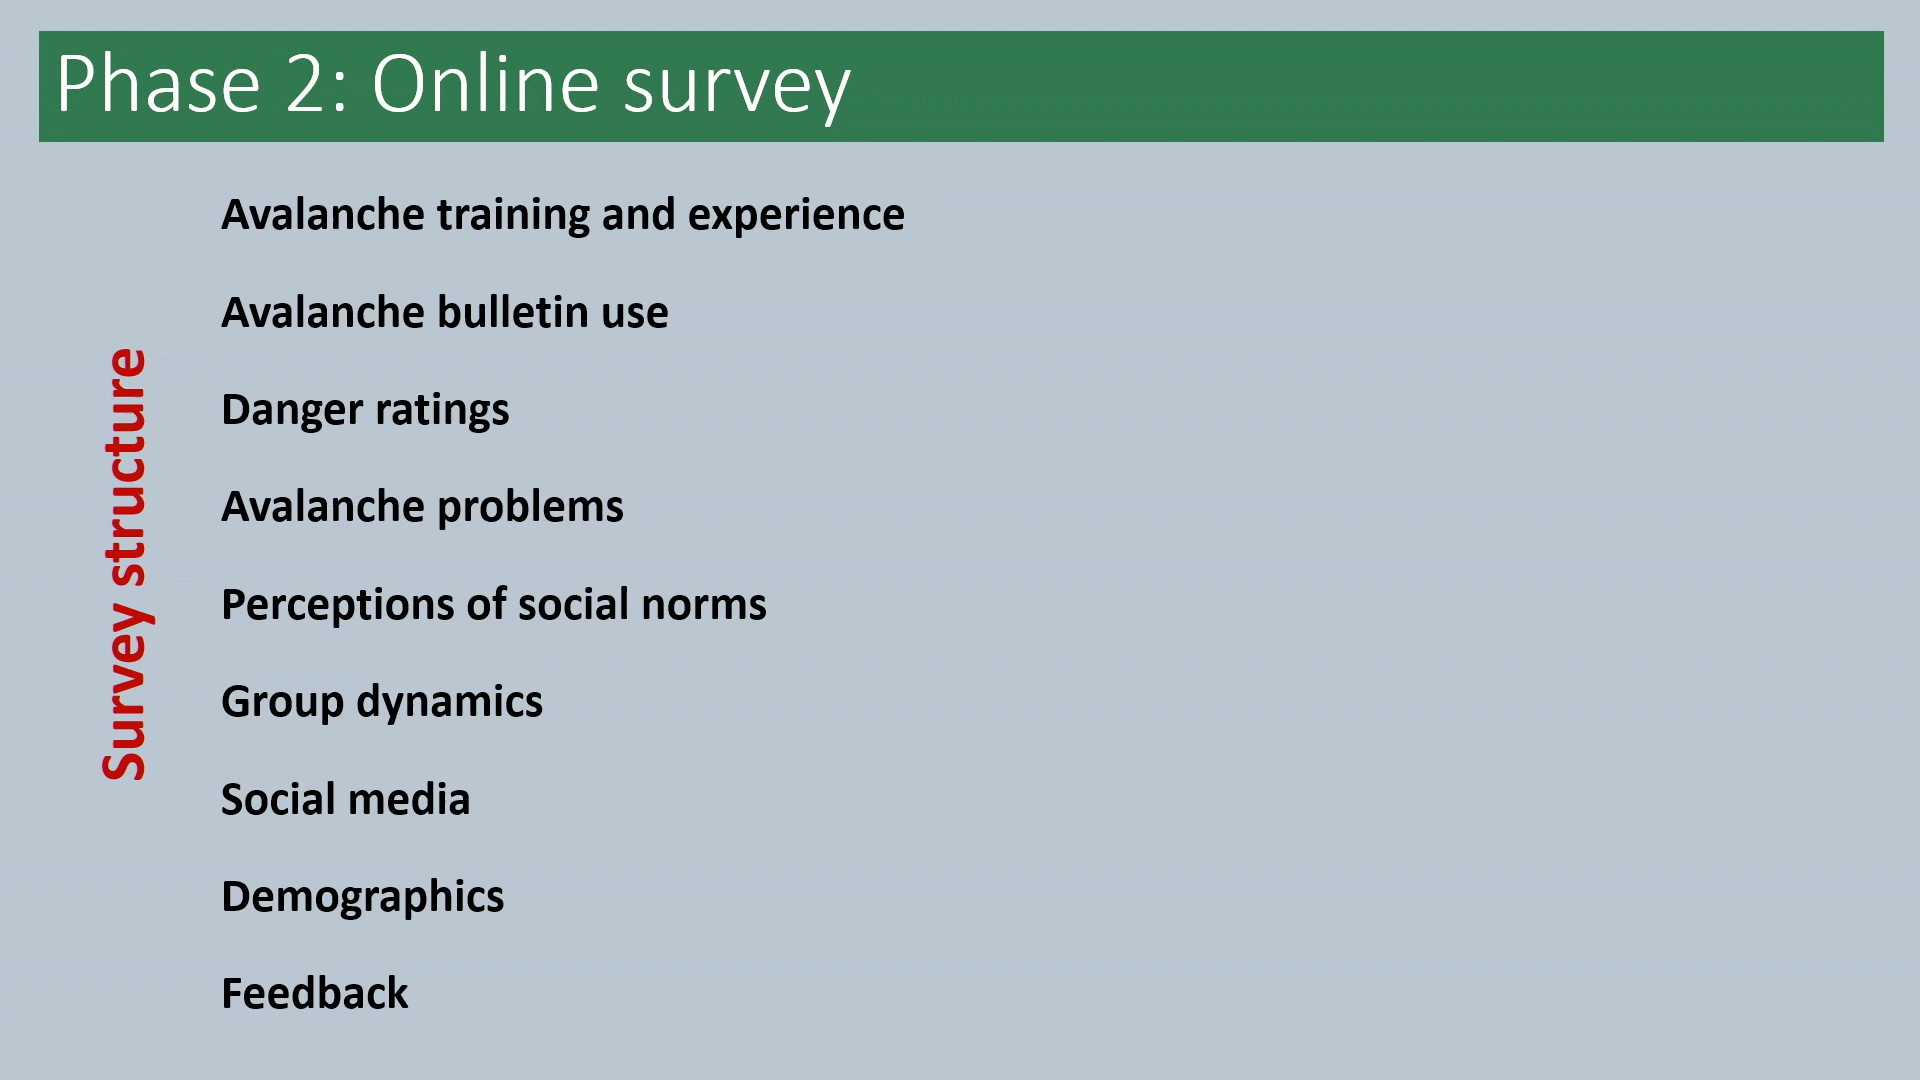 Phase 2: Online survey
Survey structure
Avalanche training and experience
Avalanche bulletin use
Danger ratings
Avalanche problems
Perceptions of social norms
Group dynamics
Social media
Demographics
Feedback